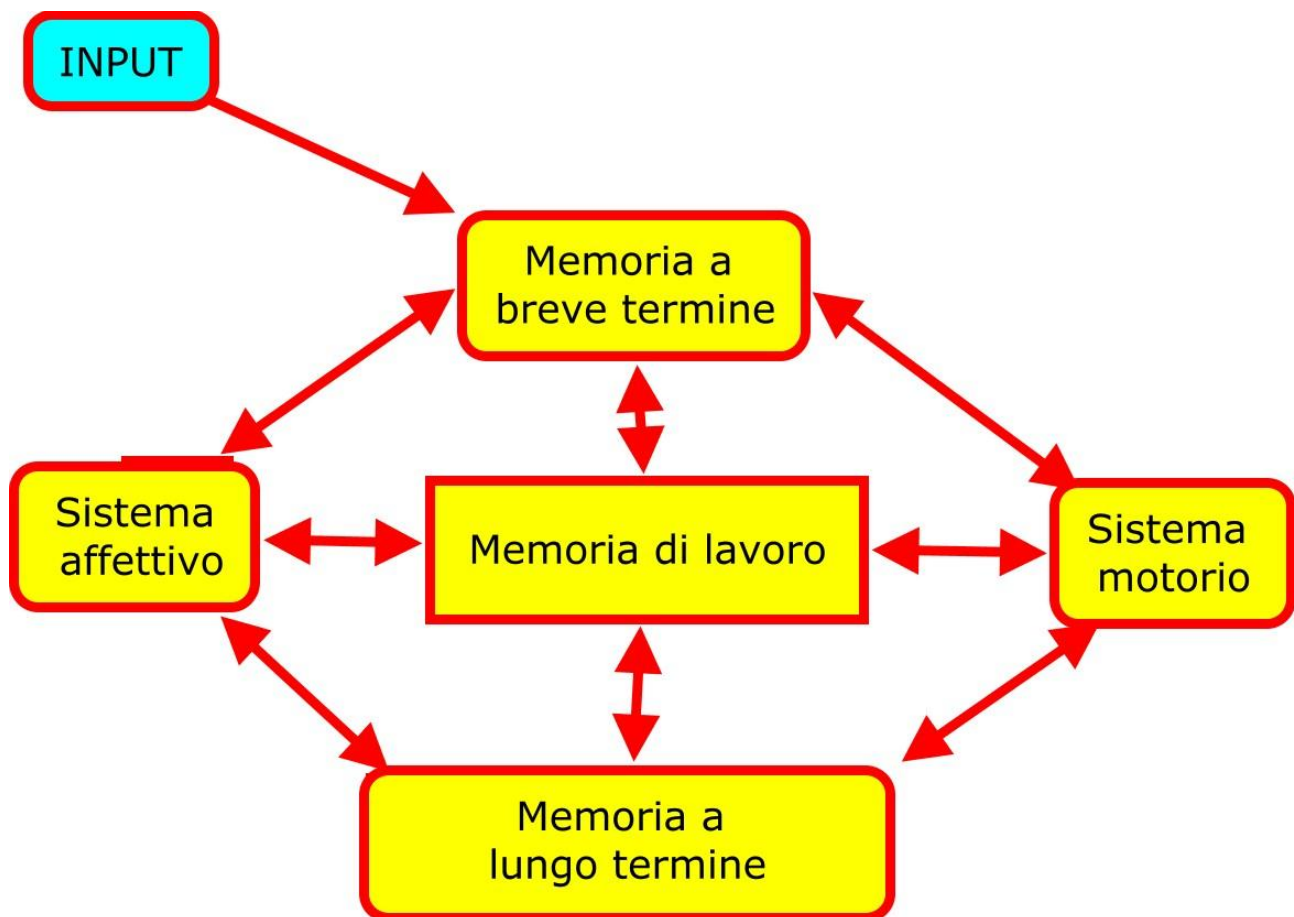 INPUT
Memoria a
breve termine
Sistema
affettivo
Memoria di lavoro
Sistema
motorio
Memoria a
lungo termine